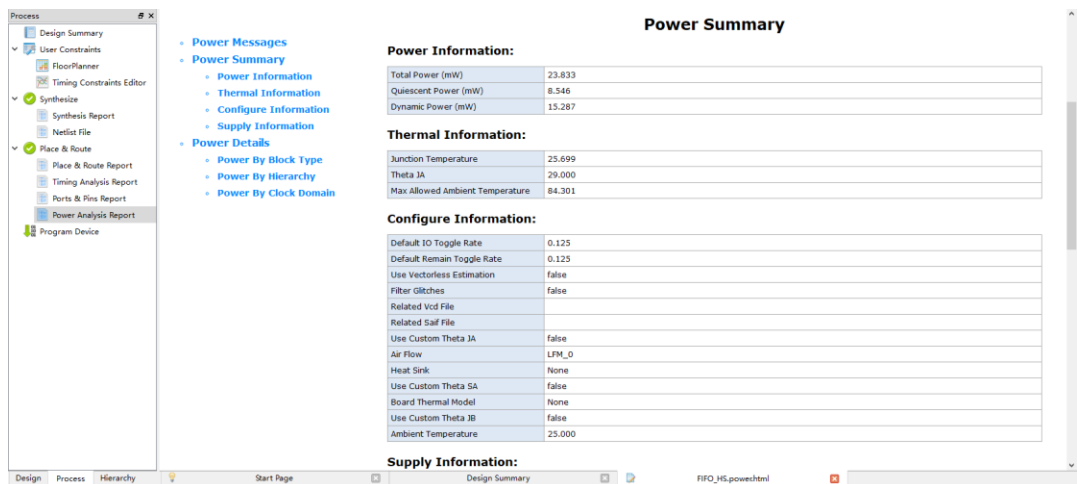 Process
Design Summary
User Constraints
FloorPlanner
Timing Constraints Editor
Synthesize
Synthesis Report
Netlist File
Place & Route
Place & Route Report
Timing Analysis Report
Ports & Pins Report
Power Analysis Report
Program Device
Power Messages
Power Summary
Power Information
Thermal Information
Configure Information
Supply Information
Power Details
Power By Block Type
Power By Hierarchy
Power By Clock Domain
Power Summary
Power Information:
Total Power (mW) 23.833
Quiescent Power (mW) 8.546
Dynamic Power (mW) 15.287
Thermal Information:
Junction Temperature 25.699
Theta JA 29.000
Max Allowed Ambient Temperature 84.301
Configure Information:
Default IO Toggle Rate 0.125
Default Remain Toggle Rate 0.125
Use Vectorless Estimation false
Filter Glitches false
Related Vcd File
Related Saif File
Use Custom Theta JA false
Air Flow LFM_0
Heat Sink None
Use Custom Theta SA false
Board Thermal Model None
Use Custom Theta JB false
Ambient Temperature 25.000
Supply Information:
Design Process Hierarchy Start Page Design Summary FIFO_HS.power.html